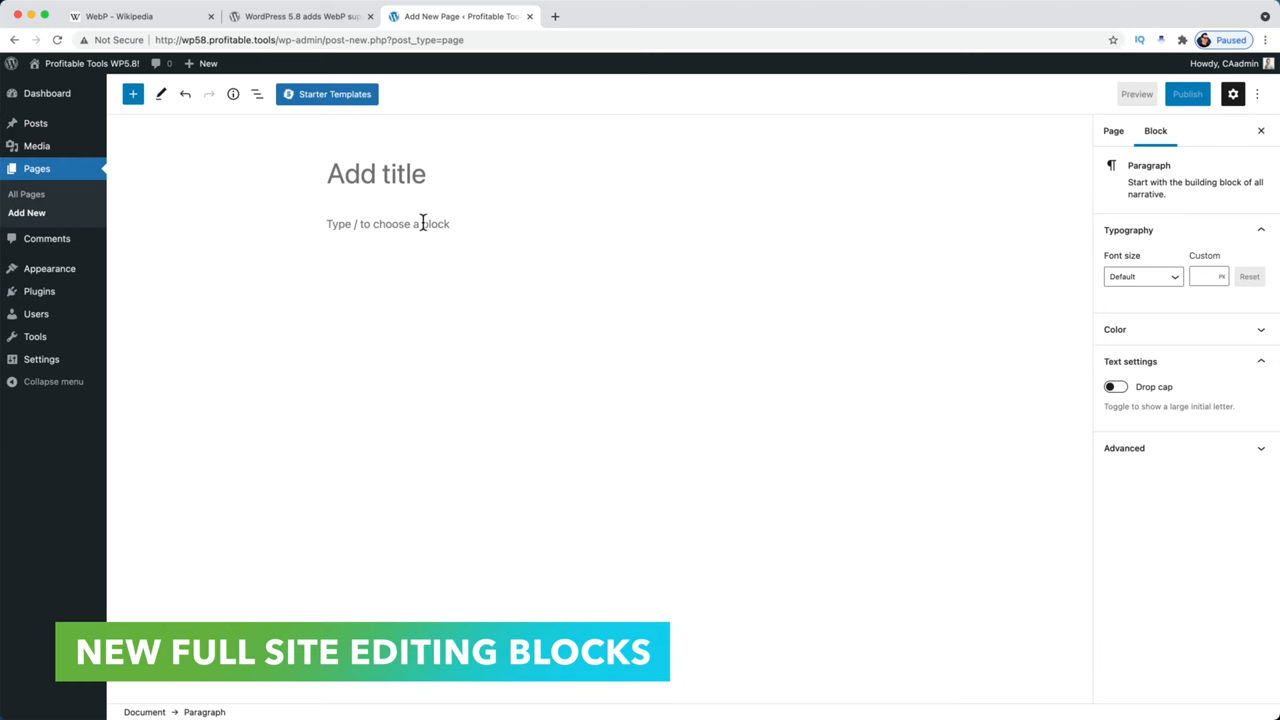 WebP - Wikipedia
WordPress 5.8 adds WebP sup
Add New Page ‹ Profitable Too
Not Secure
http://wp58.profitable.tools/wp-admin/post-new.php?post_type=page
IQ
Paused
Profitable Tools WP5.8!
0
New
Howdy, CAadmin
Dashboard
Posts
Media
Pages
All Pages
Add New
Comments
Appearance
Plugins
Users
Tools
Settings
Collapse menu
Starter Templates
Preview
Publish
Add title
Type / to choose a block
Page
Block
Paragraph
Start with the building block of all
narrative.
Typography
Font size
Custom
Default
PX
Reset
Color
Text settings
Drop cap
Toggle to show a large initial letter.
Advanced
NEW FULL SITE EDITING BLOCKS
Document → Paragraph